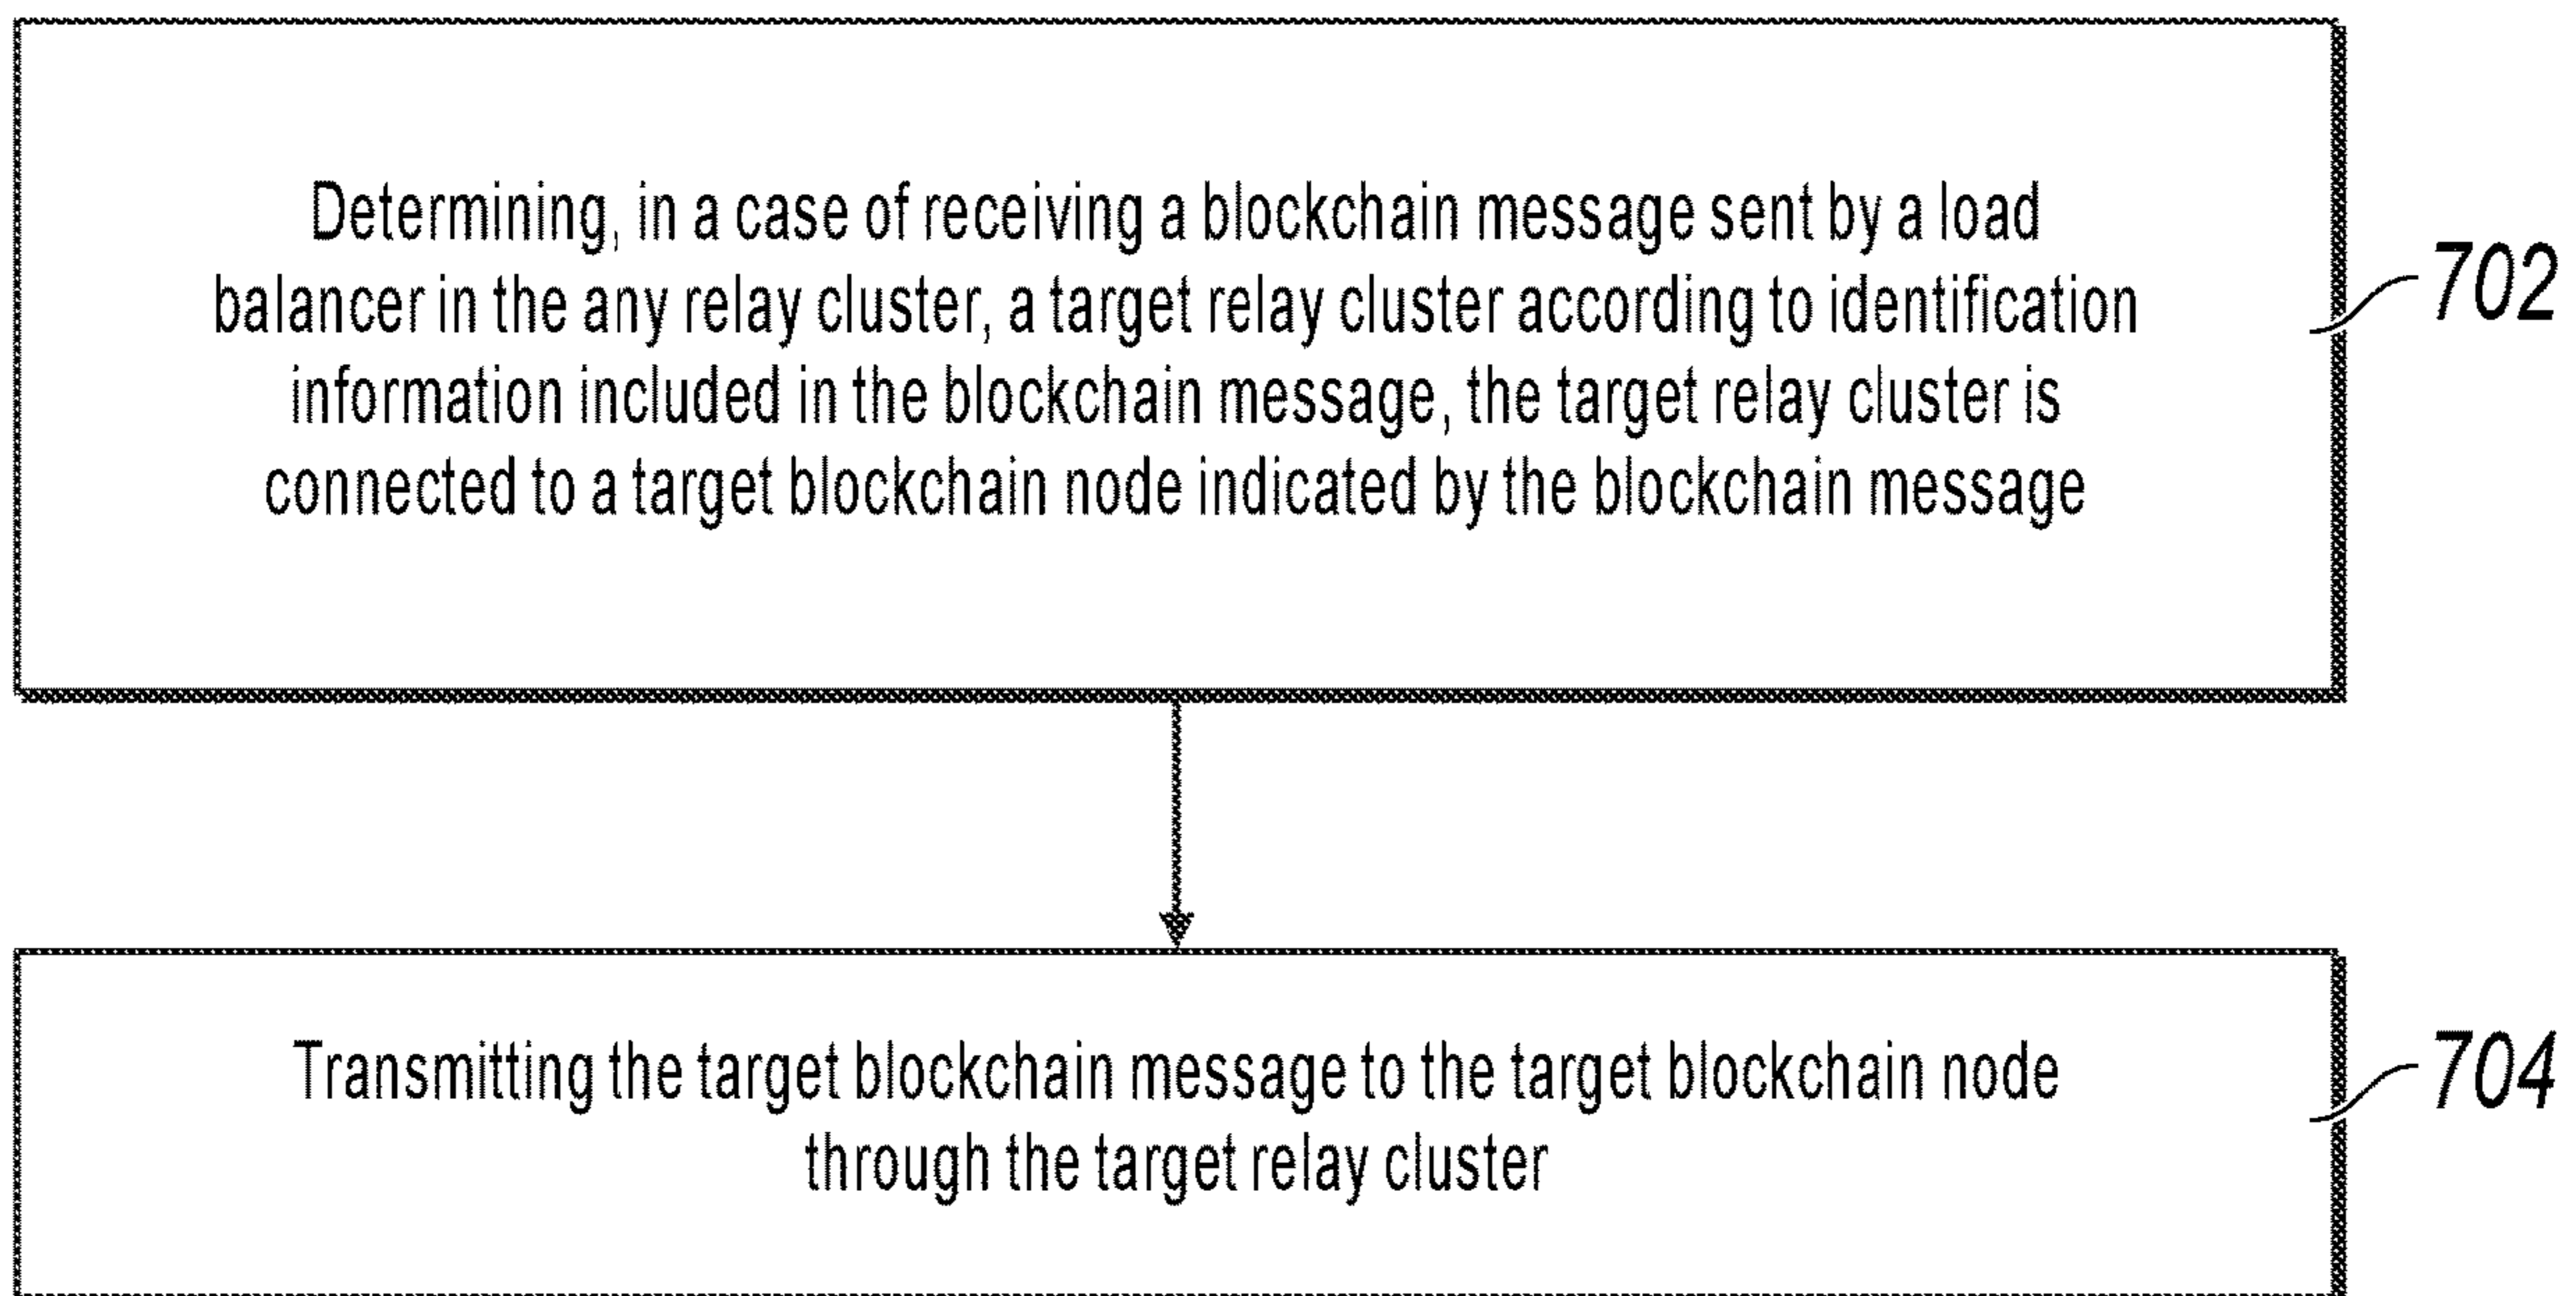 Determining, in a case of receiving a blockchain message sent by a load
balancer in the any relay cluster, a target relay cluster according to identification
information included in the blockchain message, the target relay cluster is
connected to a target blockchain node indicated by the blockchain message
702
Transmitting the target blockchain message to the target blockchain node
through the target relay cluster
704